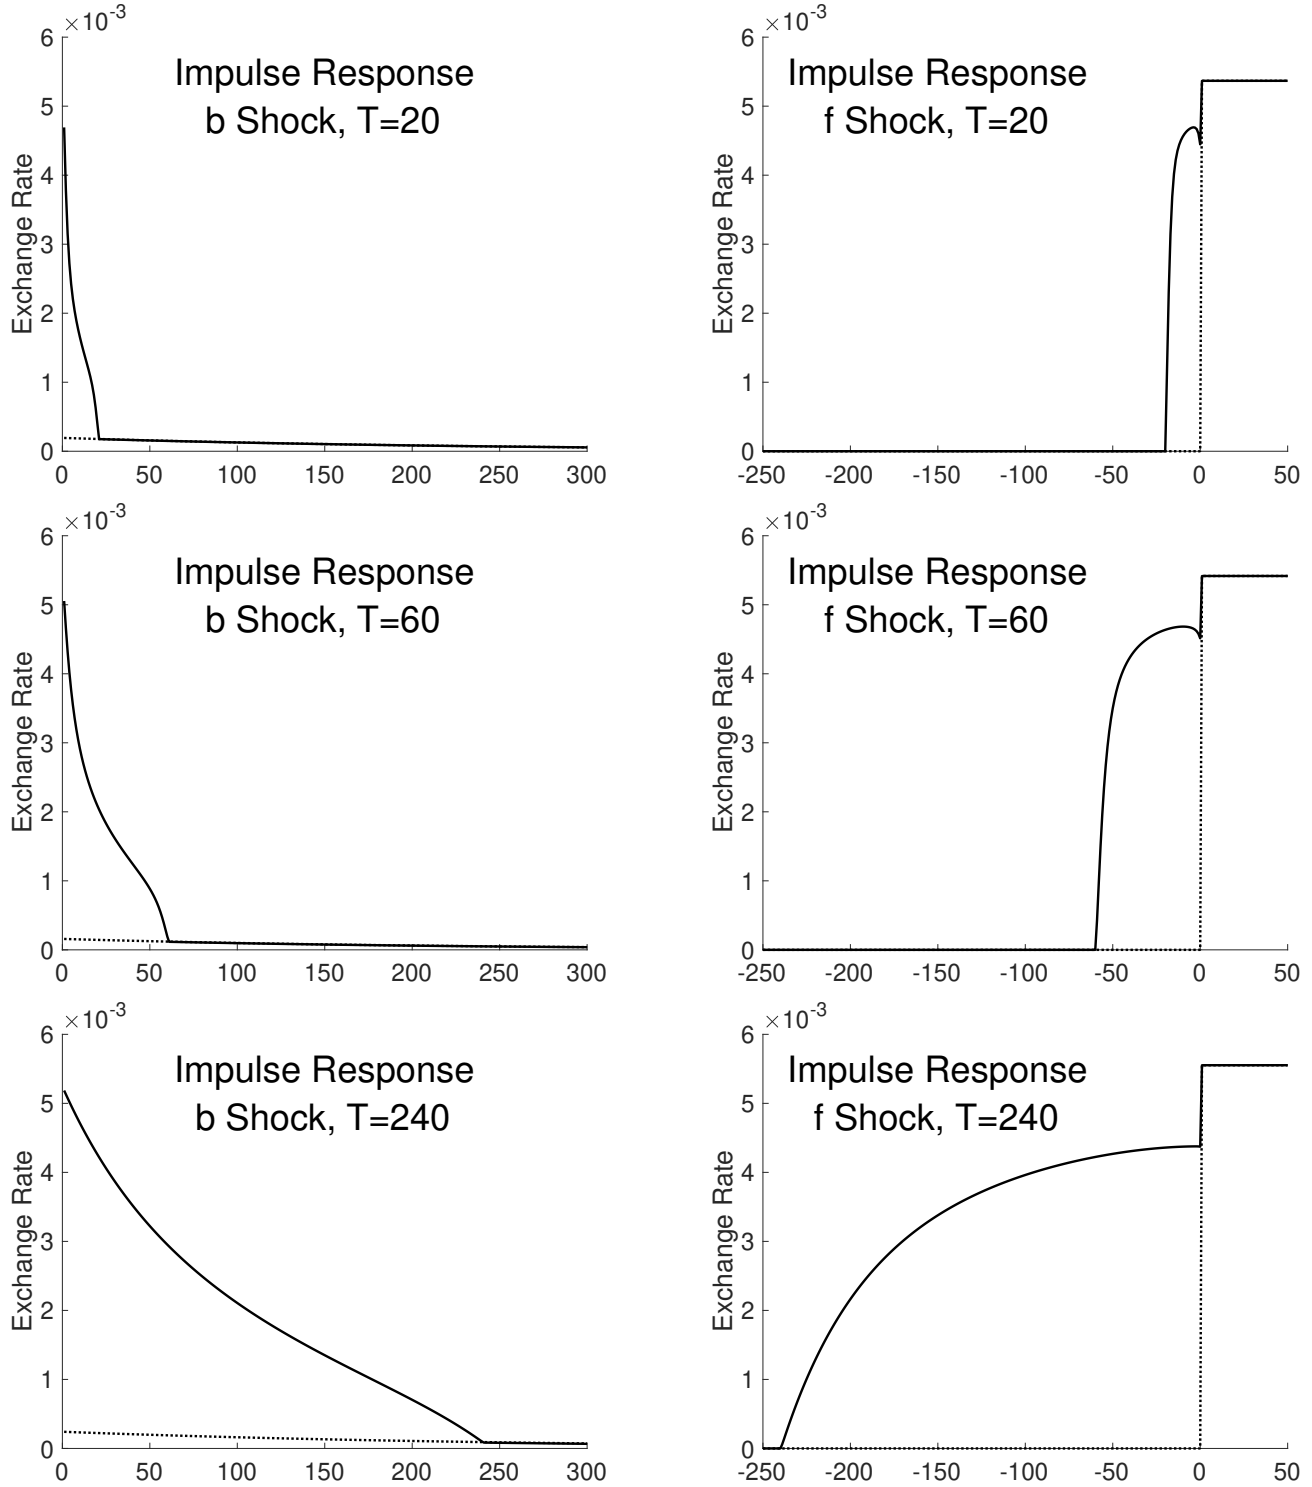 ×10-3
6
5
4
3
2
1
0
Exchange Rate
Impulse Response
b Shock, T=20
0 50 100 150 200 250 300
×10-3
6
5
4
3
2
1
0
Exchange Rate
Impulse Response
f Shock, T=20
-250 -200 -150 -100 -50 0 50
×10-3
6
5
4
3
2
1
0
Exchange Rate
Impulse Response
b Shock, T=60
0 50 100 150 200 250 300
×10-3
6
5
4
3
2
1
0
Exchange Rate
Impulse Response
f Shock, T=60
-250 -200 -150 -100 -50 0 50
×10-3
6
5
4
3
2
1
0
Exchange Rate
Impulse Response
b Shock, T=240
0 50 100 150 200 250 300
×10-3
6
5
4
3
2
1
0
Exchange Rate
Impulse Response
f Shock, T=240
-250 -200 -150 -100 -50 0 50